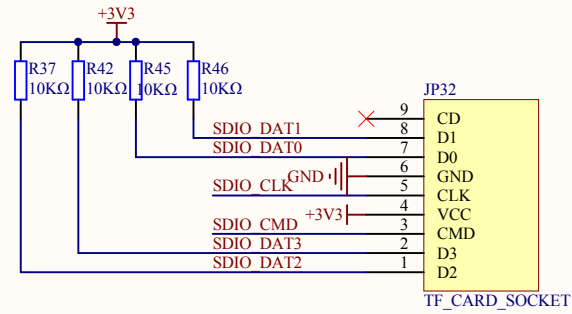 +3V3
R37 R42 R45 R46
10KΩ 10KΩ 10KΩ 10KΩ
JP32
9 CD
SDIO_DAT1 8 D1
SDIO_DAT0 7 D0
GND 6 GND
SDIO_CLK 5 CLK
+3V3 4 VCC
SDIO_CMD 3 CMD
SDIO_DAT3 2 D3
SDIO_DAT2 1 D2
TF_CARD_SOCKET